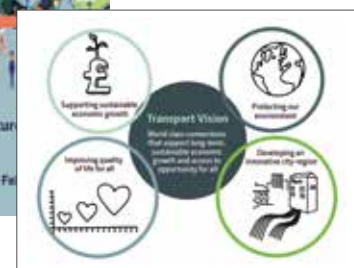 Supporting sustainable
economic growth
Transport Vision
World class connections
that support long-term,
sustainable economic
growth and access to
opportunity for all
Protecting our
environment
Improving quality
of life for all
Developing an
innovative city-region